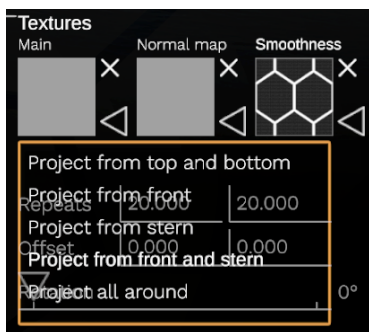 Textures
Main Normal map Smoothness
Project from top and bottom
Project from front
Repeats 20.000 20.000
Project from stern
Offset 0.000 0.000
Project from front and stern
Project all around
Rotation 0°